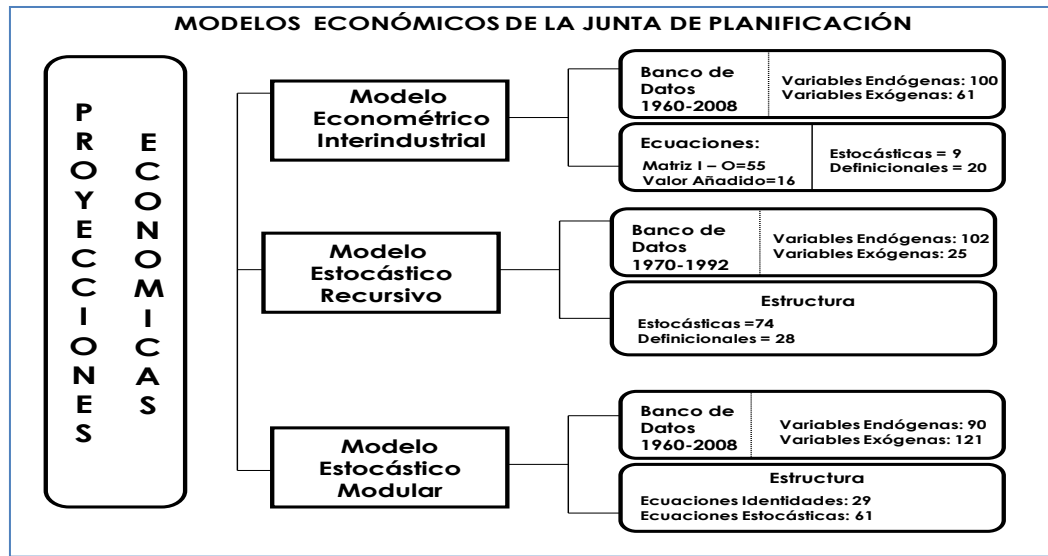 MODELOS ECONÓMICOS DE LA JUNTA DE PLANIFICACIÓN
PROYECCIONES
ECONOMICAS
Modelo
Econométrico
Interindustrial
Banco de
Datos
1960-2008
Variables Endógenas: 100
Variables Exógenas: 61
Ecuaciones:
Matriz I – O=55
Valor Añadido=16
Estocásticas = 9
Definicionales = 20
Modelo
Estocástico
Recursivo
Banco de
Datos
1970-1992
Variables Endógenas: 102
Variables Exógenas: 25
Estructura
Estocásticas =74
Definicionales = 28
Modelo
Estocástico
Modular
Banco de
Datos
1960-2008
Variables Endógenas: 90
Variables Exógenas: 121
Estructura
Ecuaciones Identidades: 29
Ecuaciones Estocásticas: 61